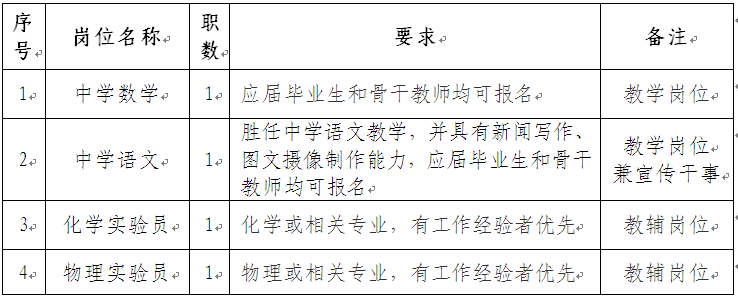 序号 岗位名称 职数 要求 备注
1 中学数学 1 应届毕业生和骨干教师均可报名 教学岗位
2 中学语文 1 胜任中学语文教学，并具有新闻写作、
图文摄像制作能力，应届毕业生和骨干
教师均可报名 教学岗位
兼宣传干事
3 化学实验员 1 化学或相关专业，有工作经验者优先 教辅岗位
4 物理实验员 1 物理或相关专业，有工作经验者优先 教辅岗位